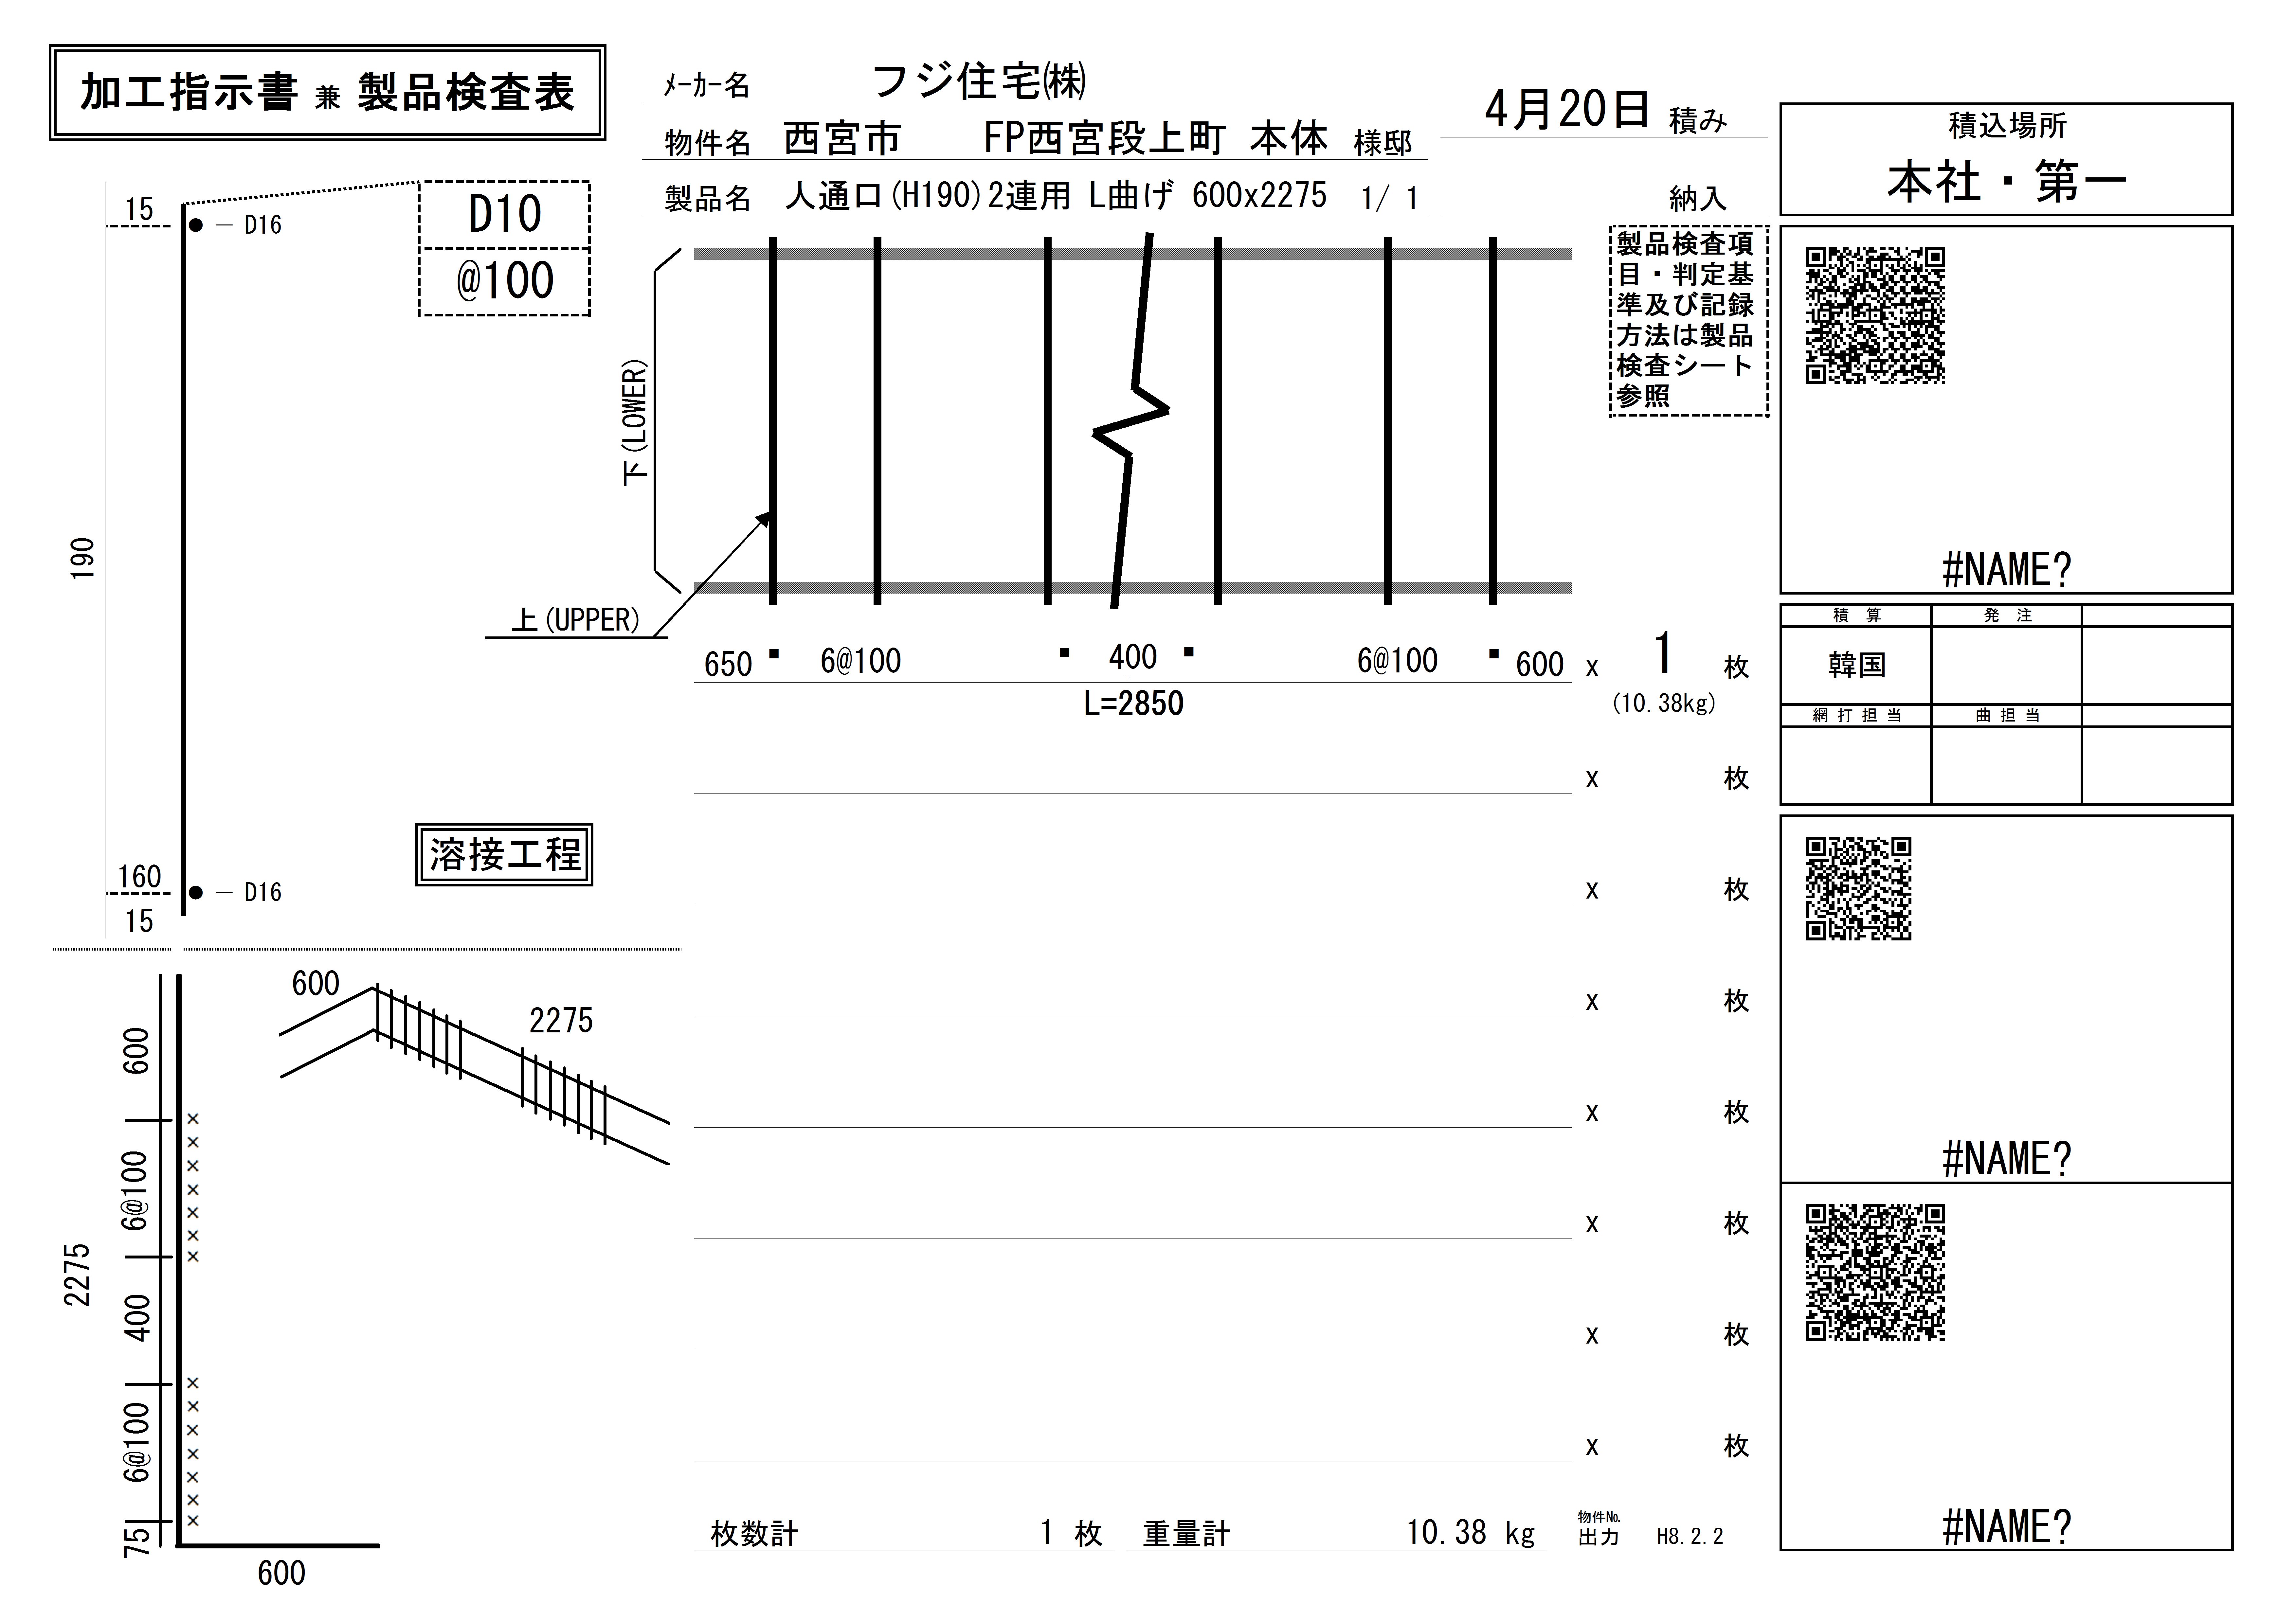 加工指示書 兼 製品検査表
ﾒｰｶｰ名 フジ住宅㈱
物件名 西宮市 FP西宮段上町 本体 様邸
製品名 人通口(H190)2連用 L曲げ 600x2275 1/ 1
4月20日 積み
納入
積込場所
本社・第一
15
D16
D10
@100
190
160
D16
15
下(LOWER)
上(UPPER)
製品検査項
目・判定基
準及び記録
方法は製品
検査シート
参照
#NAME?
650 ▪ 6@100 ▪ 400 ▪ 6@100 ▪ 600 x 1 枚
L=2850
(10.38kg)
x 枚
x 枚
x 枚
x 枚
x 枚
x 枚
x 枚
積 算 発 注
韓国
網 打 担 当 曲 担 当
溶接工程
600
2275
600
6@100
400
6@100
75
2275
600
#NAME?
#NAME?
枚数計 1 枚 重量計 10.38 kg
物件№
出力 H8.2.2